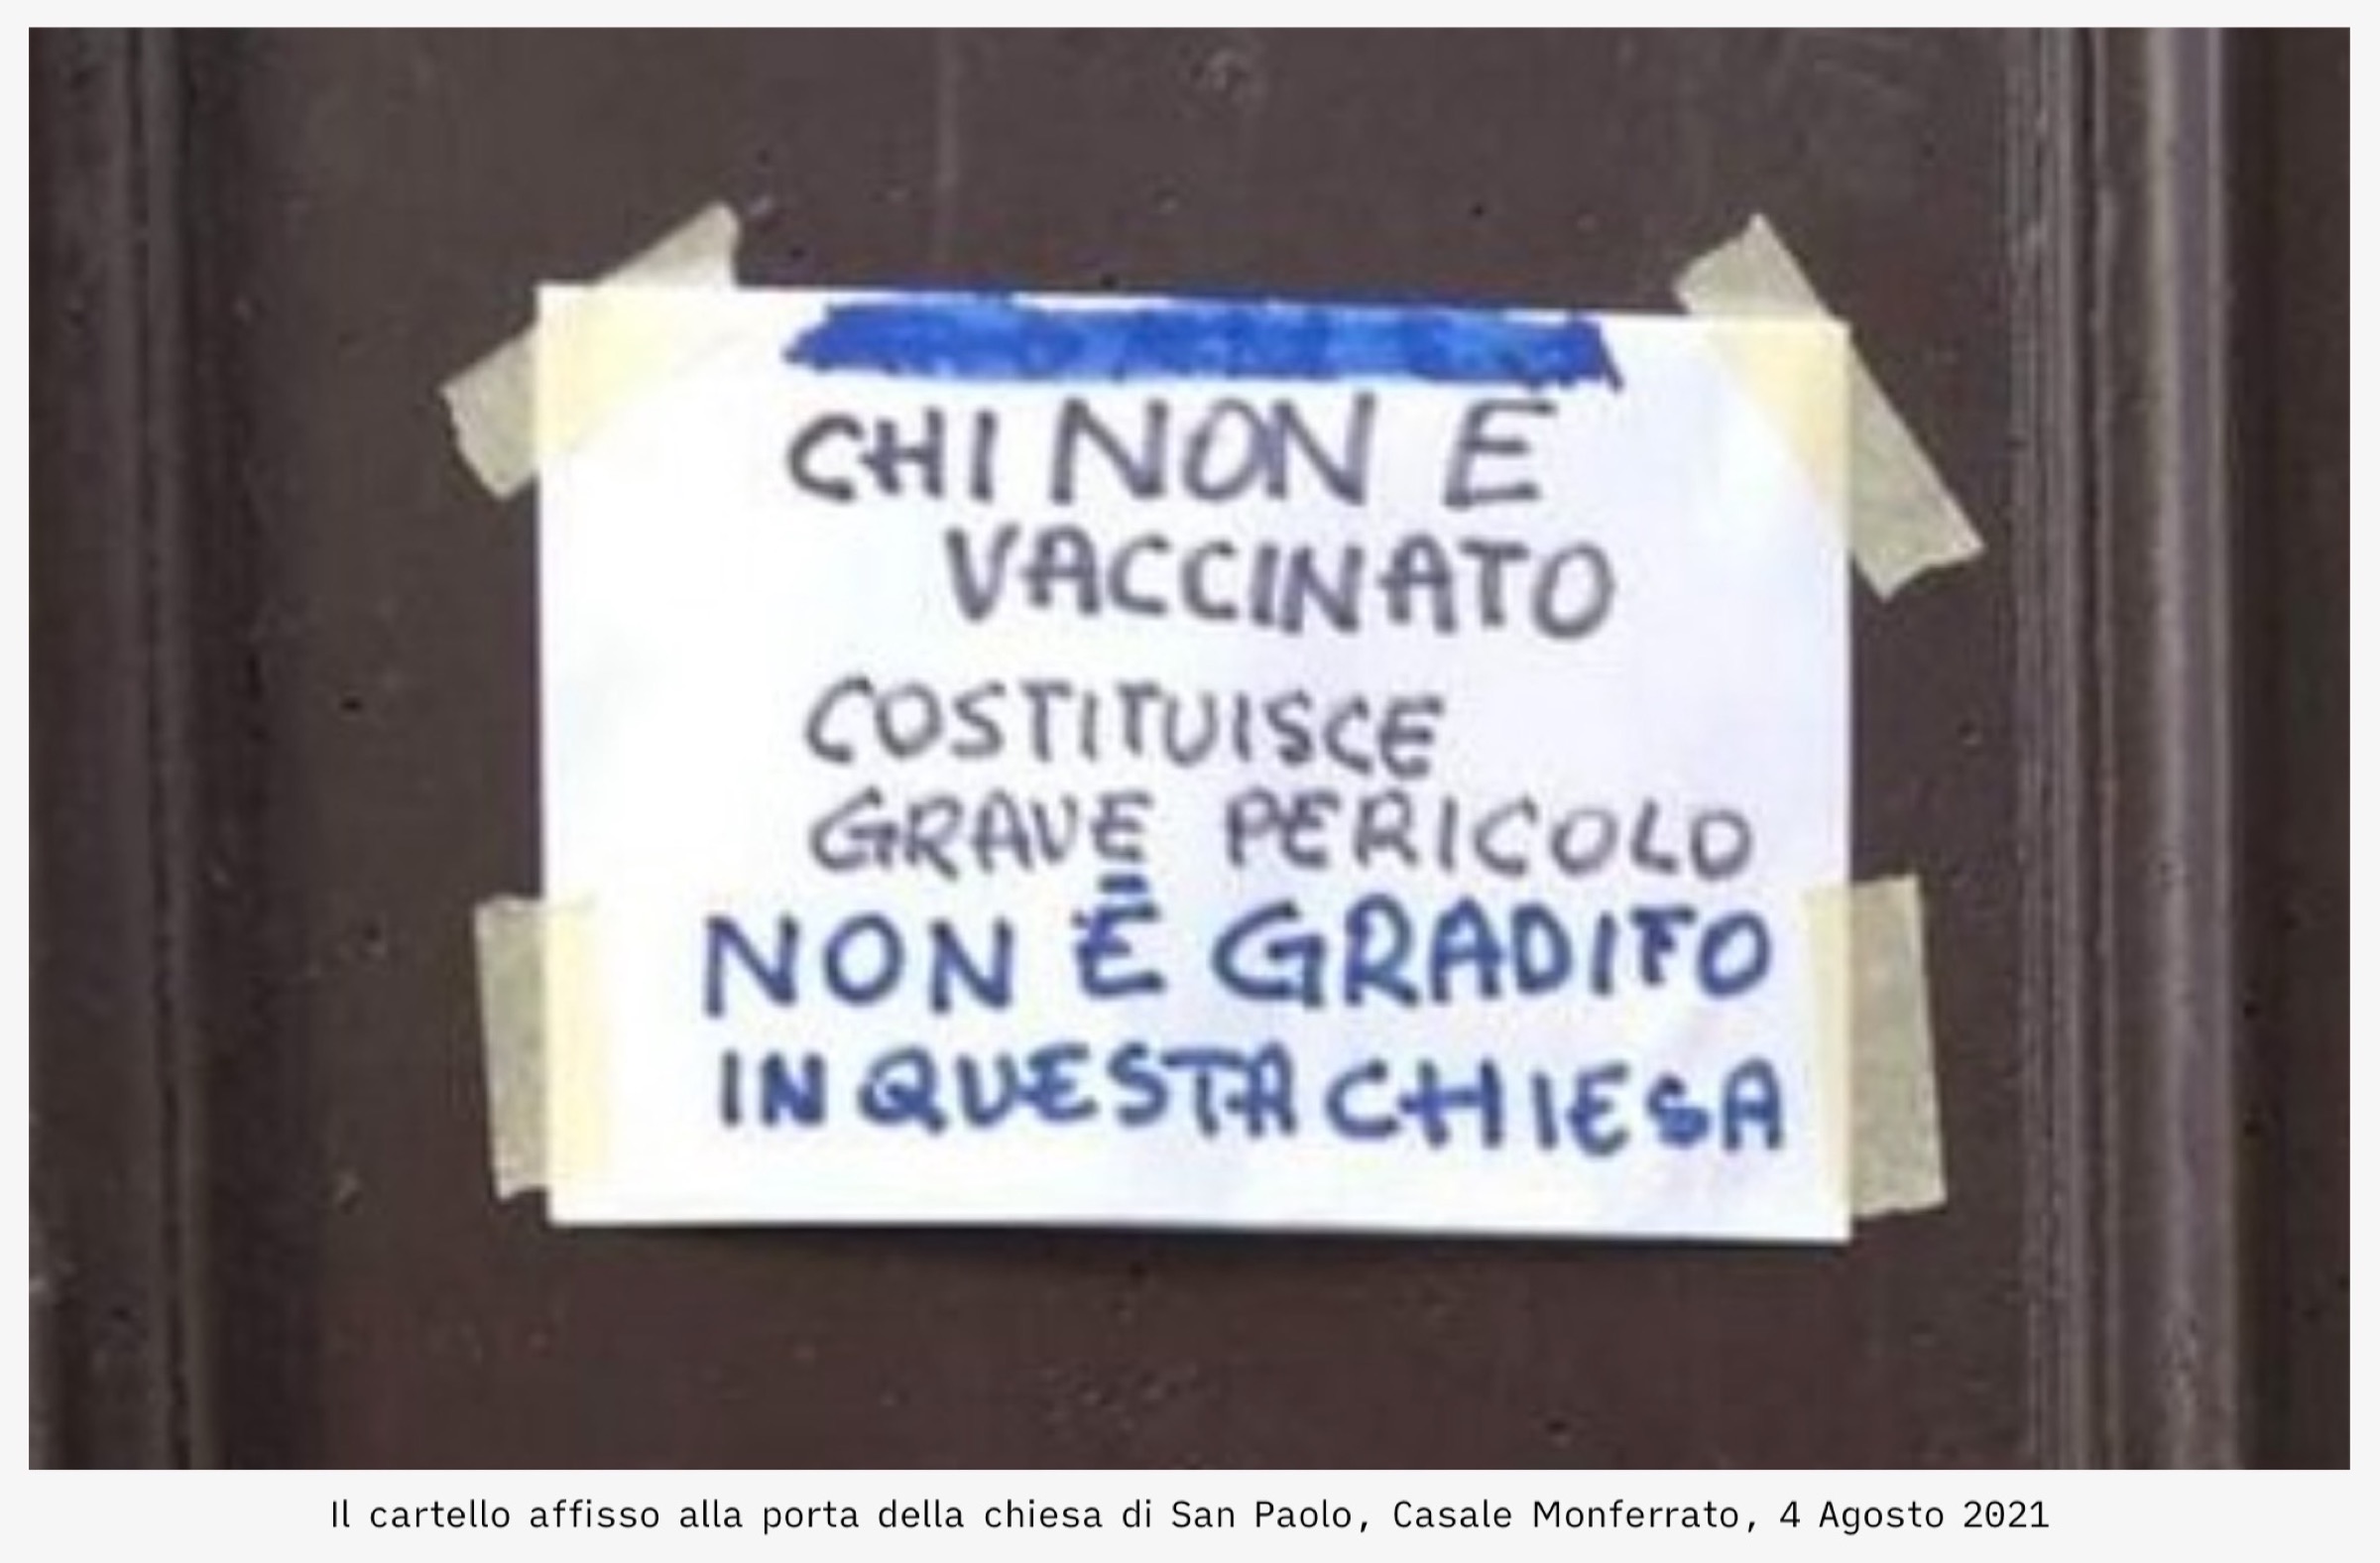 CHI NON E
VACCINATO
COSTITUISCE
GRAVE PERICOLO
NON È GRADITO
IN QUESTA CHIESA
Il cartello affisso alla porta della chiesa di San Paolo, Casale Monferrato, 4 Agosto 2021